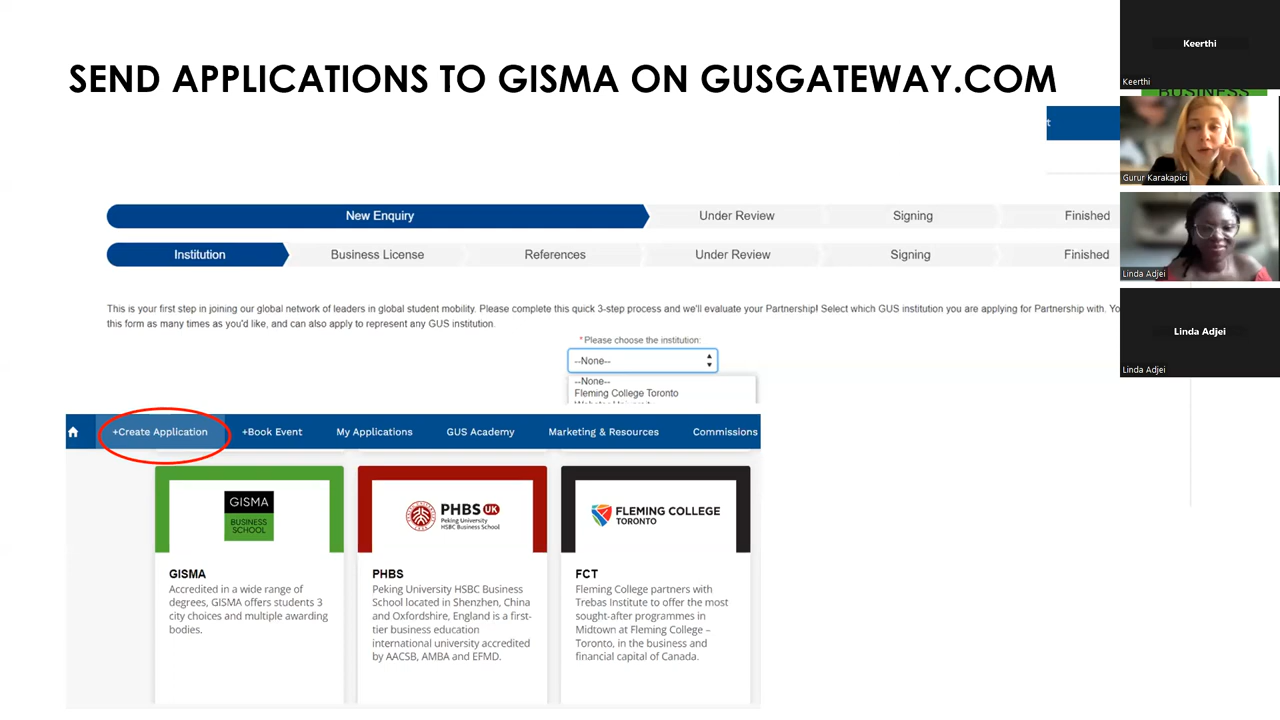 SEND APPLICATIONS TO GISMA ON GUSGATEWAY.COM
Keerthi
Keerthi
BUSINESS
Gurur Karakapici
Linda Adjei
Linda Adjei
Linda Adjei
t
New Enquiry
Under Review
Signing
Finished
Institution
Business License
References
Under Review
Signing
Finished
This is your first step in joining our global network of leaders in global student mobility. Please complete this quick 3-step process and we'll evaluate your Partnership! Select which GUS institution you are applying for Partnership with. Yo
this form as many times as you'd like, and can also apply to represent any GUS institution.
*Please choose the institution:
--None--
--None--
Fleming College Toronto
+Create Application
+Book Event
My Applications
GUS Academy
Marketing & Resources
Commissions
GISMA
BUSINESS
SCHOOL
GISMA
Accredited in a wide range of
degrees, GISMA offers students 3
city choices and multiple awarding
bodies.
PHBS UK
Peking University
HSBC Business School
PHBS
Peking University HSBC Business
School located in Shenzhen, China
and Oxfordshire, England is a first-
tier business education
international university accredited
by AACSB, AMBA and EFMD.
FLEMING COLLEGE
TORONTO
FCT
Fleming College partners with
Trebas Institute to offer the most
sought-after programmes in
Midtown at Fleming College –
Toronto, in the business and
financial capital of Canada.